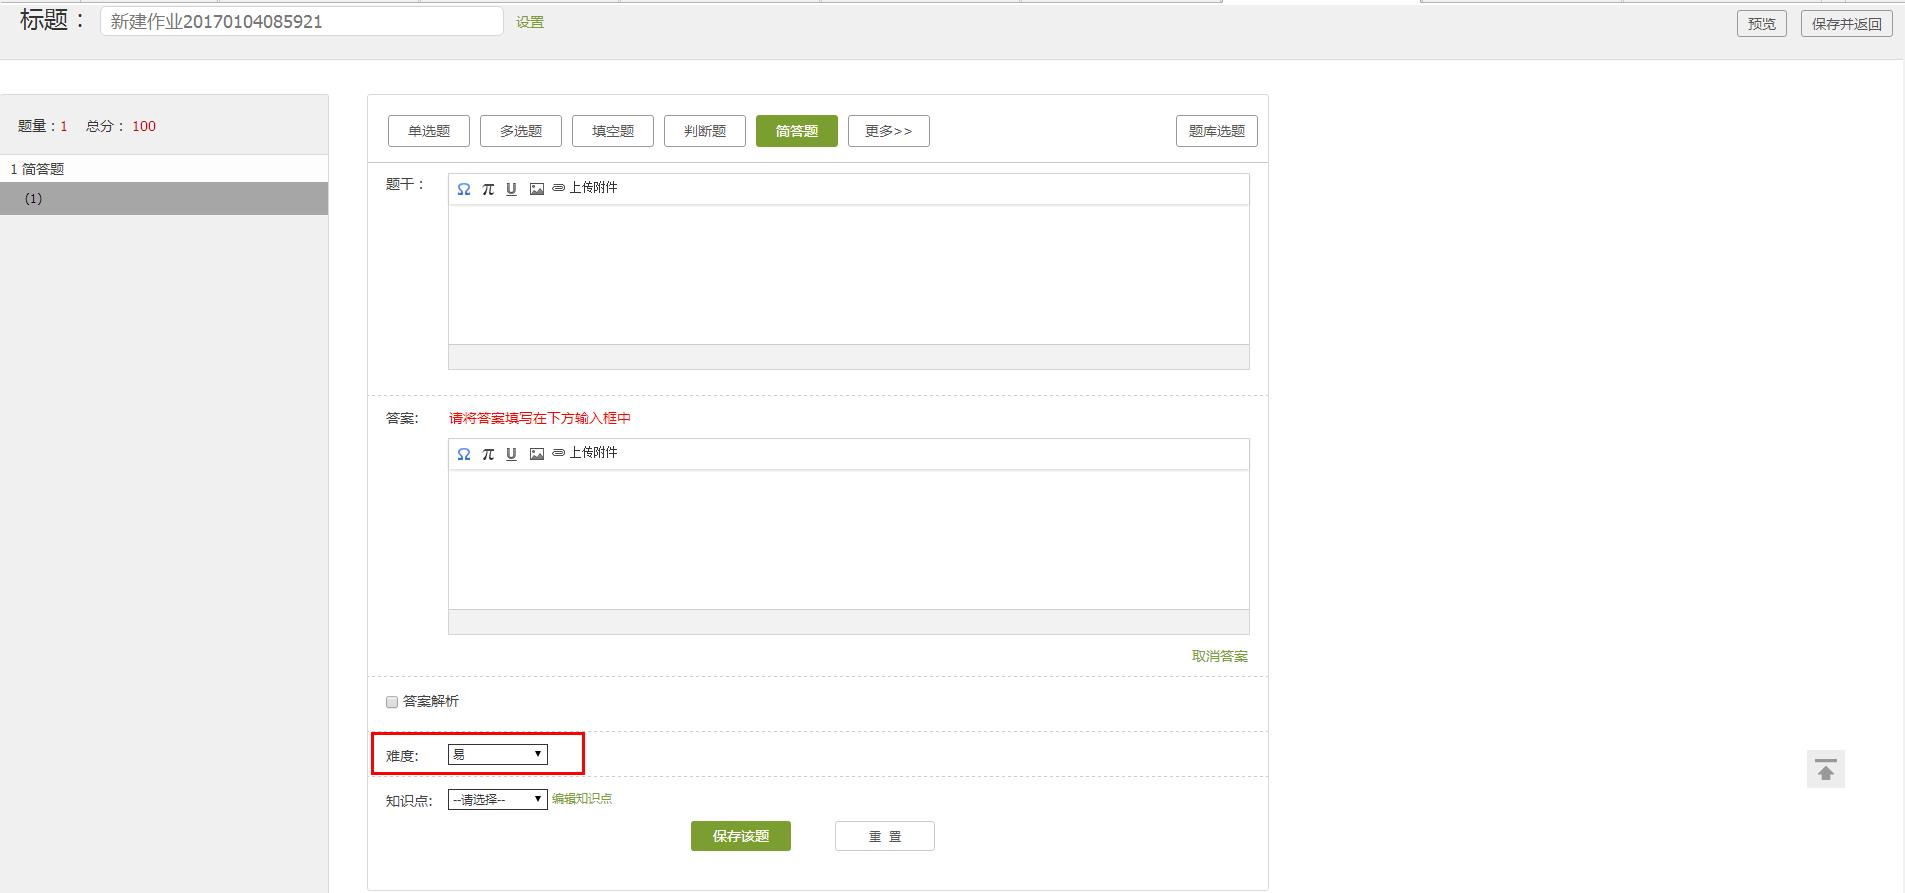 标题： 新建作业20170104085921 设置 预览 保存并返回
题量：1 总分： 100
1 简答题
(1)
单选题 多选题 填空题 判断题 简答题 更多>> 题库选题
题干： Ω π U 上传附件
答案: 请将答案填写在下方输入框中
Ω π U 上传附件
取消答案
答案解析
难度: 易
知识点: --请选择-- 编辑知识点
保存该题 重 置